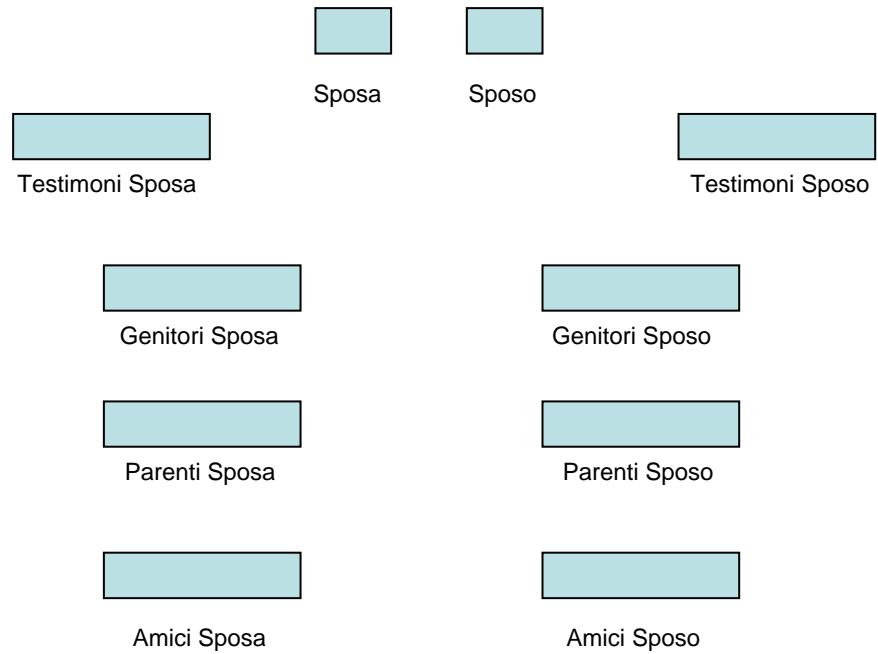 Sposa Sposo
Testimoni Sposa Testimoni Sposo
Genitori Sposa Genitori Sposo
Parenti Sposa Parenti Sposo
Amici Sposa Amici Sposo